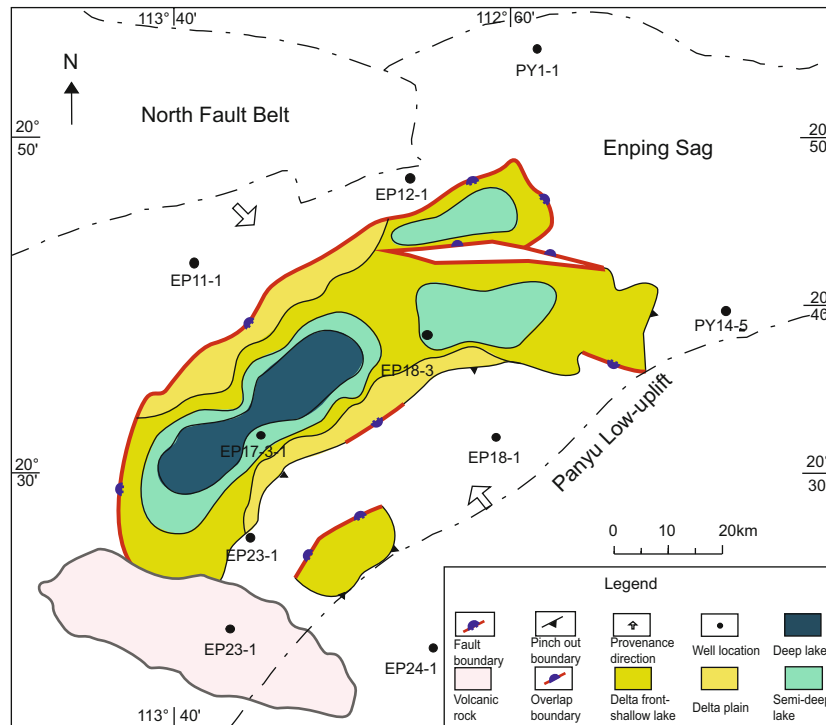 113° 40'
112° 60'
N
PY1-1
North Fault Belt
20°
50'
20°
50'
Enping Sag
EP12-1
EP11-1
20°
40'
PY14-5
EP18-3
Panyu Low-uplift
EP17-3-1
EP18-1
20°
30'
20°
30'
0 10 20km
EP23-1
Legend
EP23-1
EP24-1
Fault
boundary
Pinch out
boundary
Provenance
direction
Well location
Deep lake
Volcanic
rock
Overlap
boundary
Delta front-
shallow lake
Delta plain
Semi-deep
lake
113° 40'